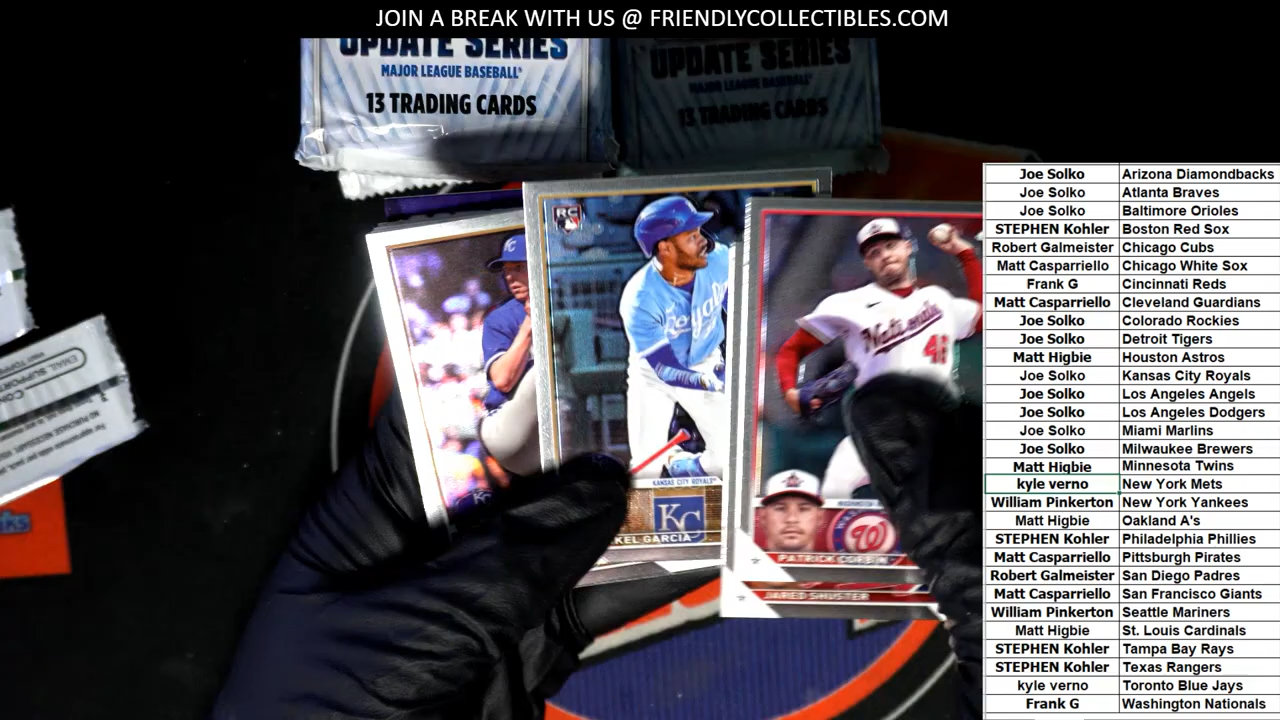 JOIN A BREAK WITH US @ FRIENDLYCOLLECTIBLES.COM
UPDATE SERIES
MAJOR LEAGUE BASEBALL
13 TRADING CARDS
UPDATE SERIES
MAJOR LEAGUE BASEBALL
13 TRADING CARDS
RC
KC
Royals
Nationals
KANSAS CITY ROYALS
KC
KEL GARCIA
W
PATRICK CORBIN
JARED SHUSTER
EMAIL SUPPORT
Joe Solko Arizona Diamondbacks
Joe Solko Atlanta Braves
Joe Solko Baltimore Orioles
STEPHEN Kohler Boston Red Sox
Robert Galmeister Chicago Cubs
Matt Casparriello Chicago White Sox
Frank G Cincinnati Reds
Matt Casparriello Cleveland Guardians
Joe Solko Colorado Rockies
Joe Solko Detroit Tigers
Matt Higbie Houston Astros
Joe Solko Kansas City Royals
Joe Solko Los Angeles Angels
Joe Solko Los Angeles Dodgers
Joe Solko Miami Marlins
Joe Solko Milwaukee Brewers
Matt Higbie Minnesota Twins
kyle verno New York Mets
William Pinkerton New York Yankees
Matt Higbie Oakland A's
STEPHEN Kohler Philadelphia Phillies
Matt Casparriello Pittsburgh Pirates
Robert Galmeister San Diego Padres
Matt Casparriello San Francisco Giants
William Pinkerton Seattle Mariners
Matt Higbie St. Louis Cardinals
STEPHEN Kohler Tampa Bay Rays
STEPHEN Kohler Texas Rangers
kyle verno Toronto Blue Jays
Frank G Washington Nationals